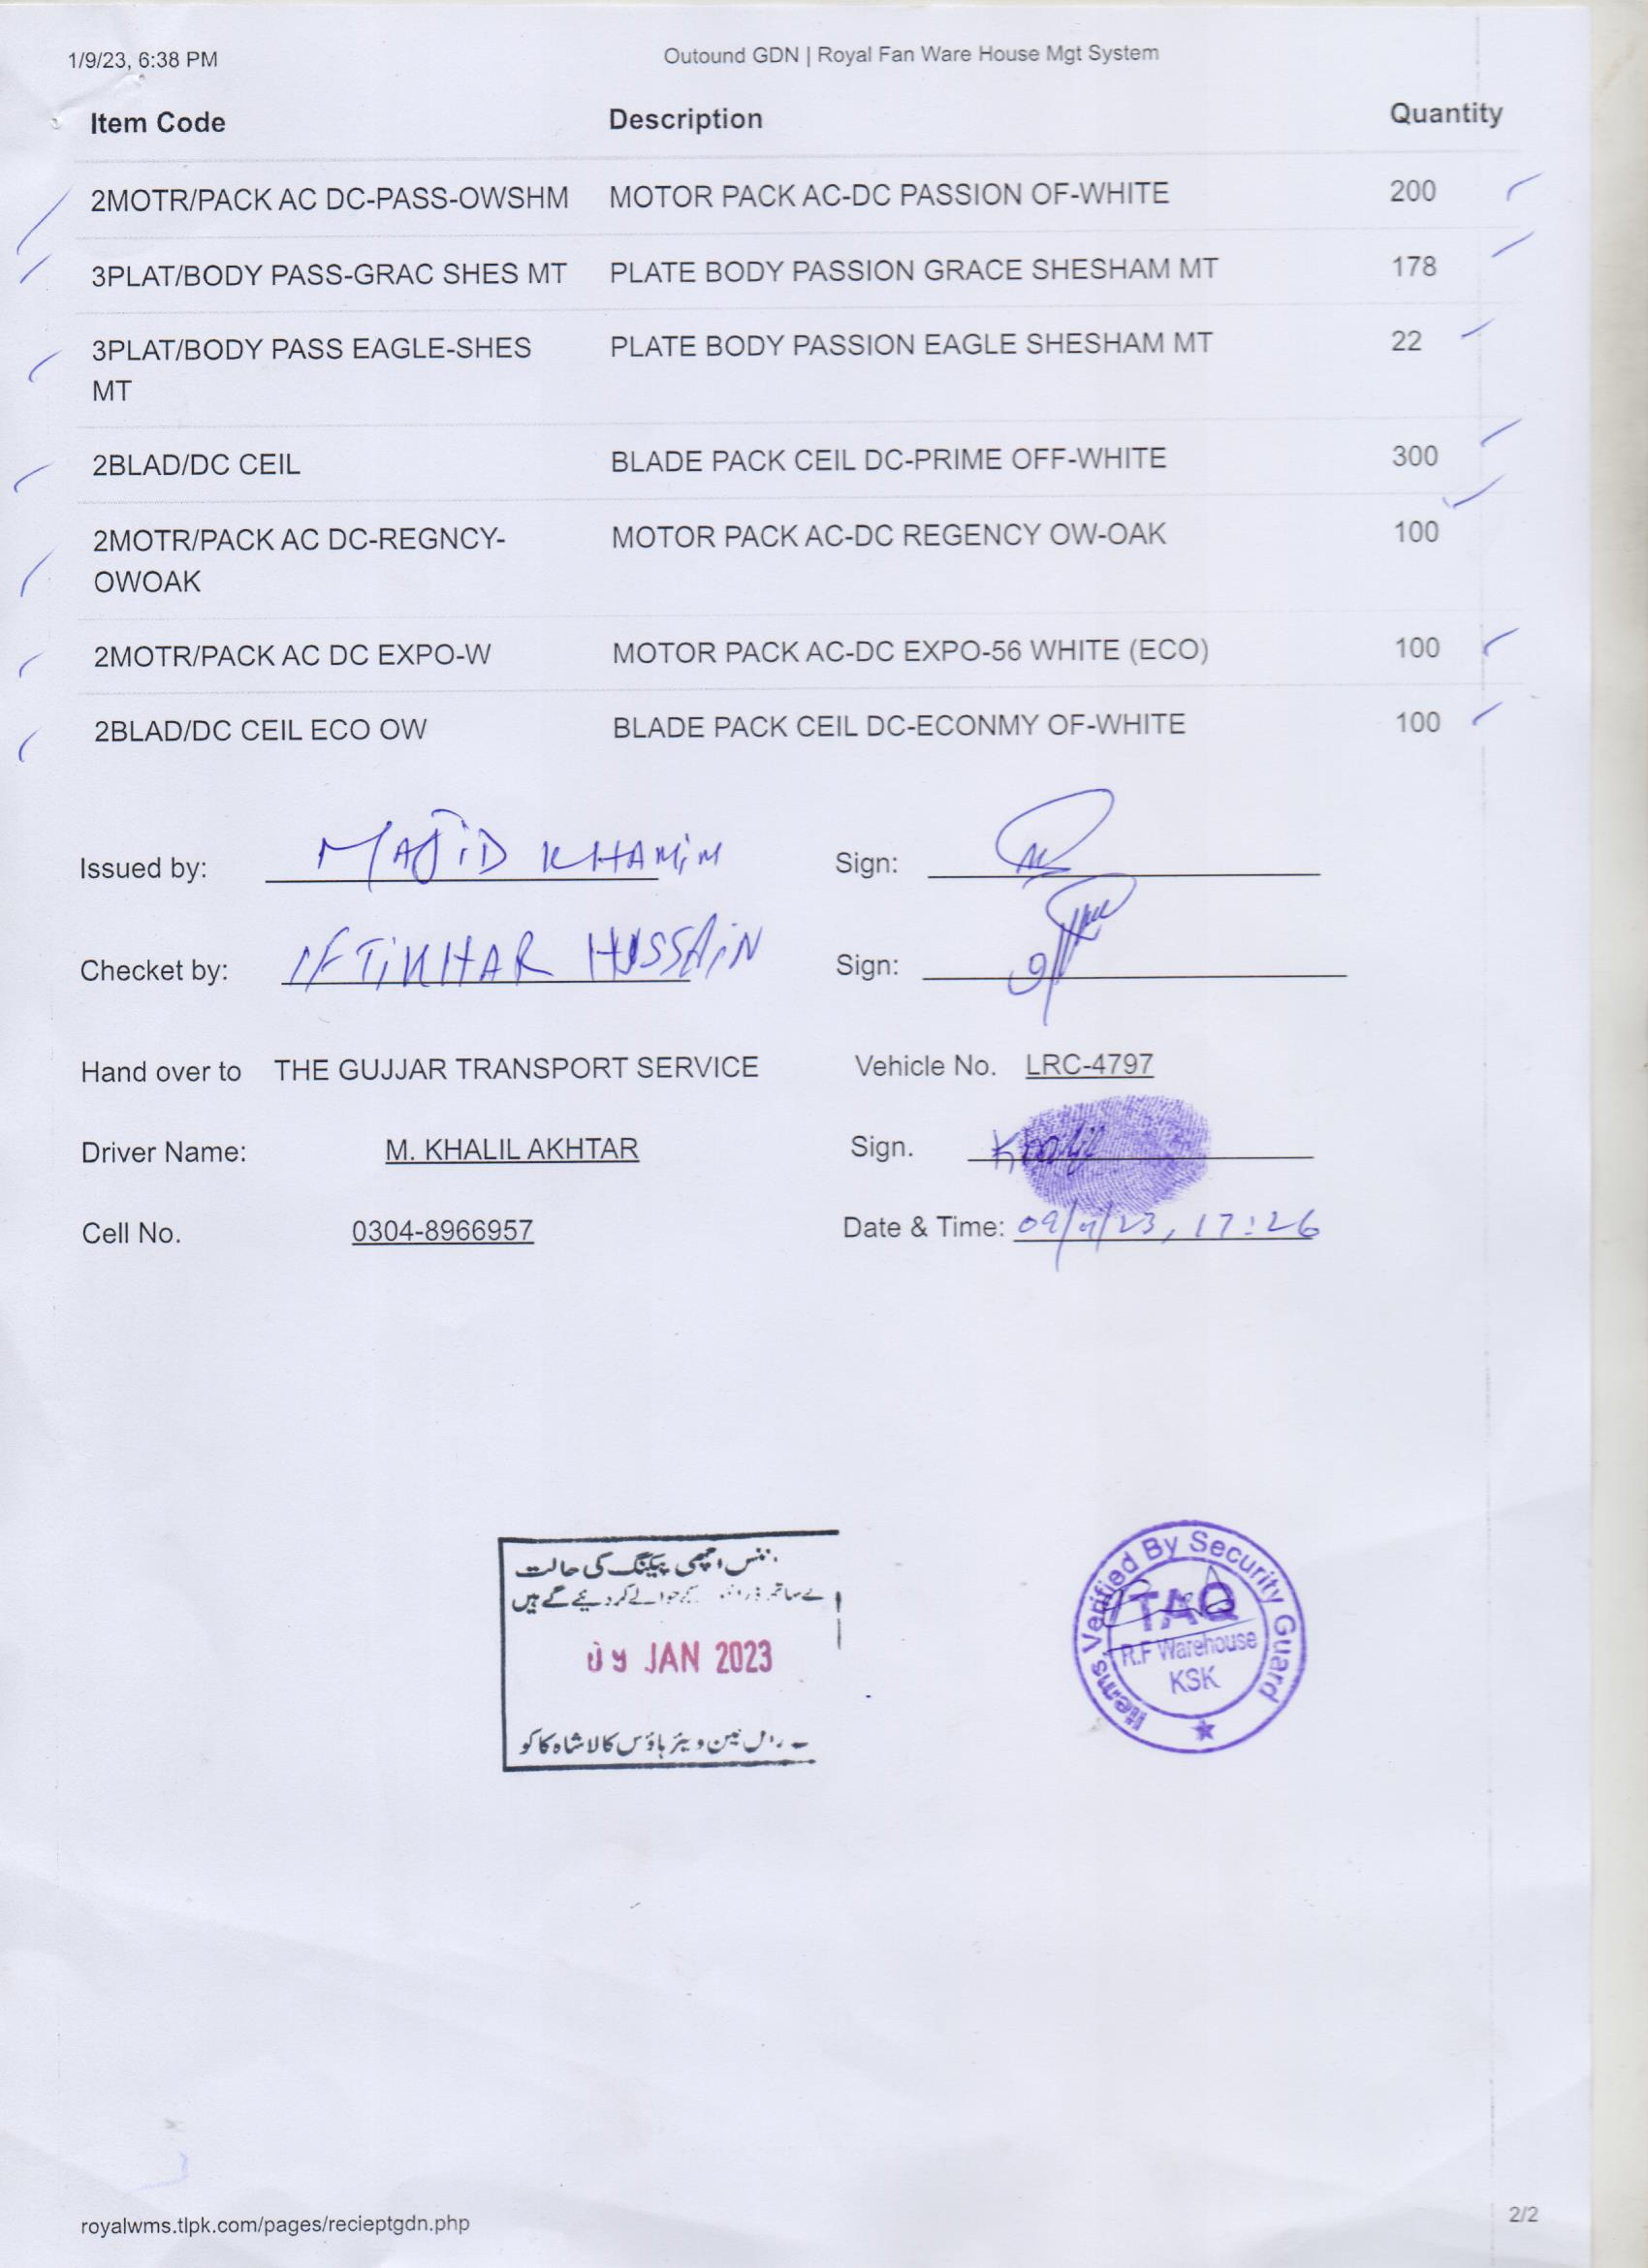 1/9/23, 6:38 PM
Outound GDN | Royal Fan Ware House Mgt System
Item Code Description Quantity
2MOTR/PACK AC DC-PASS-OWSHM MOTOR PACK AC-DC PASSION OF-WHITE 200
3PLAT/BODY PASS-GRAC SHES MT PLATE BODY PASSION GRACE SHESHAM MT 178
3PLAT/BODY PASS EAGLE-SHES PLATE BODY PASSION EAGLE SHESHAM MT 22
MT
2BLAD/DC CEIL BLADE PACK CEIL DC-PRIME OFF-WHITE 300
2MOTR/PACK AC DC-REGNCY- MOTOR PACK AC-DC REGENCY OW-OAK 100
OWOAK
2MOTR/PACK AC DC EXPO-W MOTOR PACK AC-DC EXPO-56 WHITE (ECO) 100
2BLAD/DC CEIL ECO OW BLADE PACK CEIL DC-ECONMY OF-WHITE 100
Issued by: MAJID KHAMIM Sign:
Checket by: IFTIKHAR HUSSAIN Sign:
Hand over to THE GUJJAR TRANSPORT SERVICE Vehicle No. LRC-4797
Driver Name: M. KHALIL AKHTAR Sign. Khalil
Cell No. 0304-8966957 Date & Time: 09/1/23, 17:26
اچھی پیکنگ کی حالت
حوالے کر دیئے گے ہیں
09 JAN 2023
فین ویئر ہاؤس کالا شاہ کاکو
Items Verified By Security Guard
TAQ
R.F Warehouse
KSK
royalwms.tlpk.com/pages/recieptgdn.php
2/2